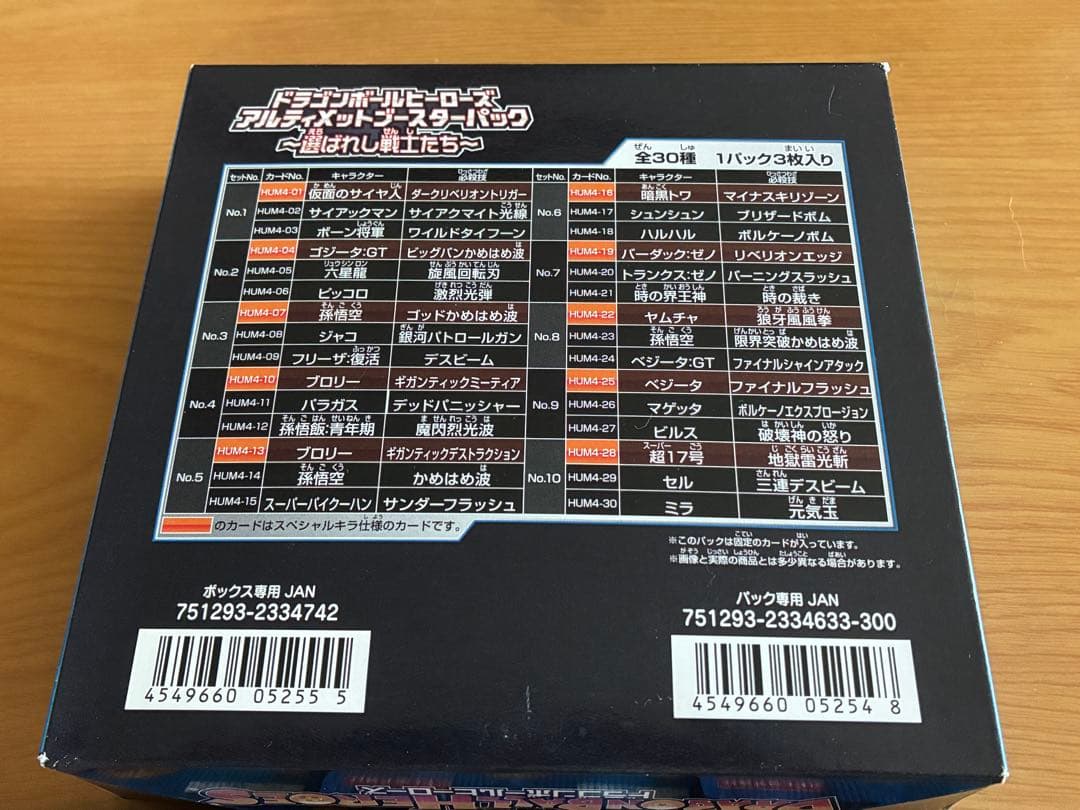 ドラゴンボールヒーローズ
アルティメットブースターパック
～選ばれし戦士たち～
全30種 1パック3枚入り
セットNo. カードNo. キャラクター 必殺技
No.1 HUM4-01 仮面のサイヤ人 ダークリベリオントリガー
HUM4-02 サイアックマン サイアクマイト光線
HUM4-03 ボーン将軍 ワイルドタイフーン
No.2 HUM4-04 ゴジータ:GT ビッグバンかめはめ波
HUM4-05 六星龍 旋風回転刃
HUM4-06 ピッコロ 激烈光弾
No.3 HUM4-07 孫悟空 ゴッドかめはめ波
HUM4-08 ジャコ 銀河パトロールガン
HUM4-09 フリーザ:復活 デスビーム
No.4 HUM4-10 ブロリー ギガンティックミーティア
HUM4-11 パラガス デッドパニッシャー
HUM4-12 孫悟飯:青年期 魔閃烈光波
No.5 HUM4-13 ブロリー ギガンティックデストラクション
HUM4-14 孫悟空 かめはめ波
HUM4-15 スーパーパイクーハン サンダーフラッシュ
セットNo. カードNo. キャラクター 必殺技
No.6 HUM4-16 暗黒トワ マイナスキリゾーン
HUM4-17 シュンシュン ブリザードボム
HUM4-18 ハルハル ボルケーノボム
No.7 HUM4-19 バーダック:ゼノ リベリオンエッジ
HUM4-20 トランクス:ゼノ バーニングスラッシュ
HUM4-21 時の界王神 時の裁き
No.8 HUM4-22 ヤムチャ 狼牙風風拳
HUM4-23 孫悟空 限界突破かめはめ波
HUM4-24 ベジータ:GT ファイナルシャインアタック
No.9 HUM4-25 ベジータ ファイナルフラッシュ
HUM4-26 マゲッタ ボルケーノエクスプロージョン
HUM4-27 ビルス 破壊神の怒り
No.10 HUM4-28 超17号 地獄雷光斬
HUM4-29 セル 三連デスビーム
HUM4-30 ミラ 元気玉
のカードはスペシャルキラ仕様のカードです。
※このパックは固定のカードが入っています。
※画像と実際の商品とは多少異なる場合があります。
ボックス専用 JAN
751293-2334742
4549660 05255 5
パック専用 JAN
751293-2334633-300
4549660 05254 8
DRAGONBALL HEROES
ドラゴンボールヒーローズ